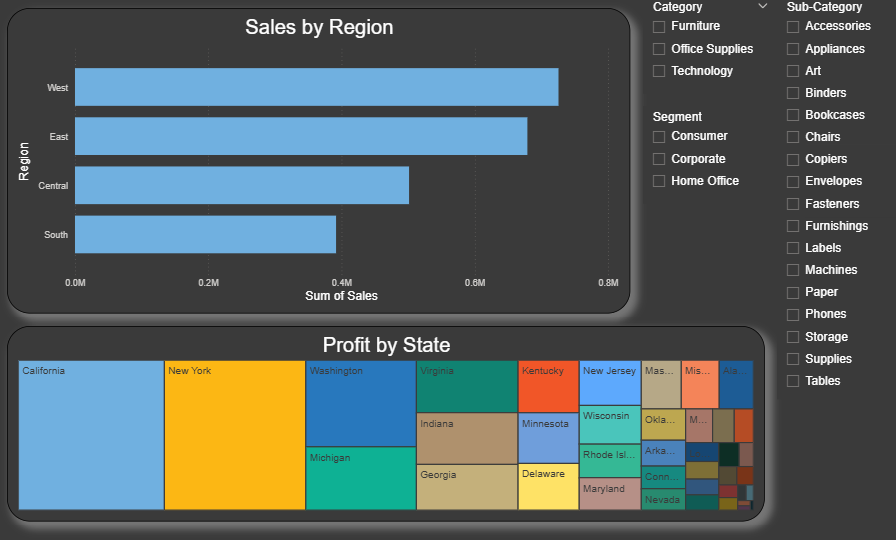 Sales by Region
West
East
Central
South
Region
0.0M 0.2M 0.4M 0.6M 0.8M
Sum of Sales
Category
Furniture
Office Supplies
Technology
Segment
Consumer
Corporate
Home Office
Sub-Category
Accessories
Appliances
Art
Binders
Bookcases
Chairs
Copiers
Envelopes
Fasteners
Furnishings
Labels
Machines
Paper
Phones
Storage
Supplies
Tables
Profit by State
California
New York
Washington
Michigan
Virginia
Indiana
Georgia
Kentucky
Minnesota
Delaware
New Jersey
Wisconsin
Rhode Isl...
Maryland
Mas...
Mis...
Ala...
Okla...
M...
Arka...
Conn...
Nevada